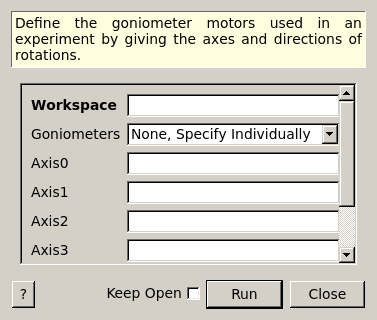 Define the goniometer motors used in an
experiment by giving the axes and directions of
rotations.
Workspace
Goniometers None, Specify Individually
Axis0
Axis1
Axis2
Axis3
? Keep Open Run Close